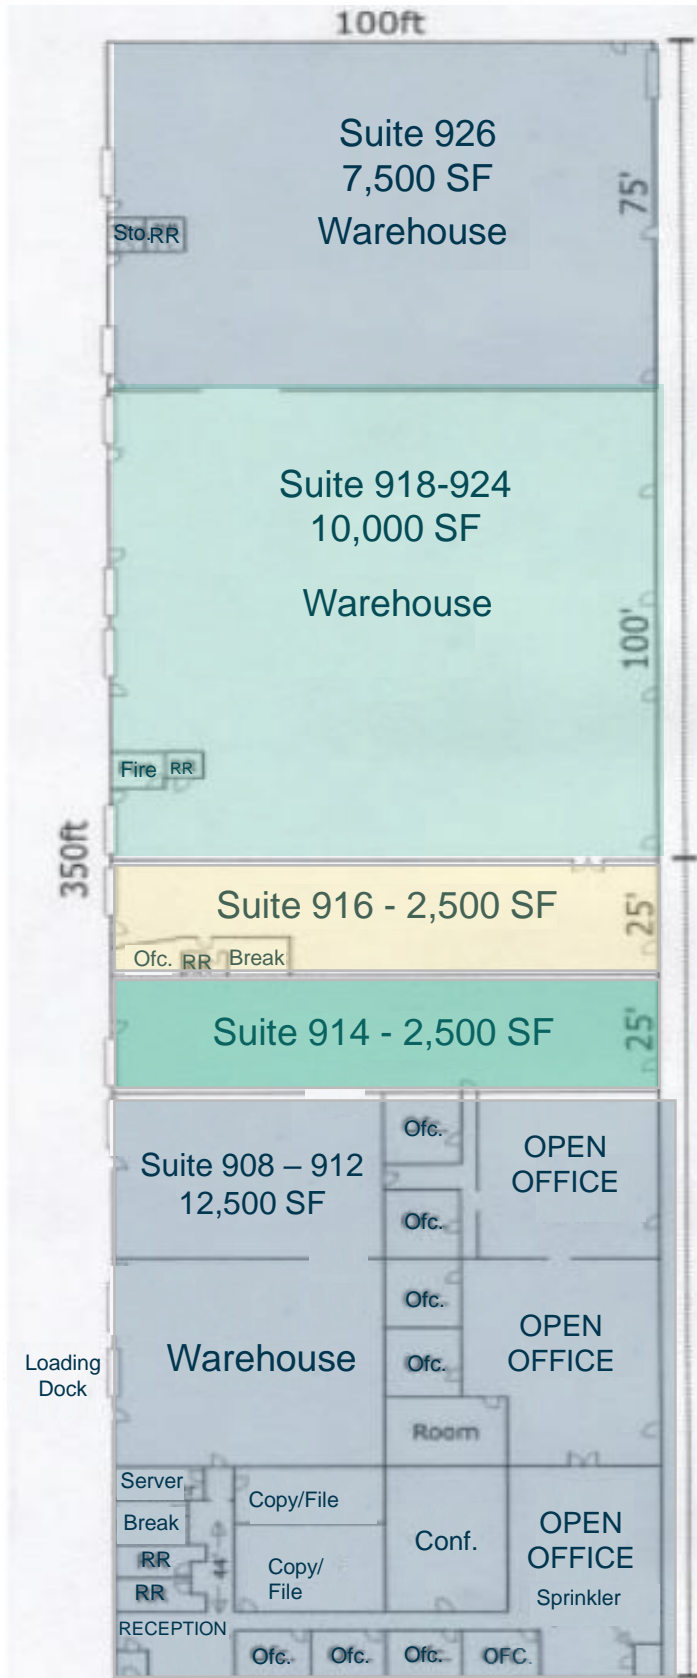 100ft
Suite 926
7,500 SF
Warehouse
75'
Sto.RR
Suite 918-924
10,000 SF
Warehouse
100'
Fire RR
350ft
Suite 916 - 2,500 SF
25'
Ofc. RR Break
Suite 914 - 2,500 SF
25'
Ofc.
OPEN
OFFICE
Suite 908 – 912
12,500 SF
Ofc.
Ofc.
OPEN
OFFICE
Warehouse
Ofc.
Loading
Dock
Room
Server
Copy/File
Break
Conf.
OPEN
OFFICE
RR
44'
Copy/
File
RR
Sprinkler
RECEPTION
Ofc. Ofc. Ofc. OFC.